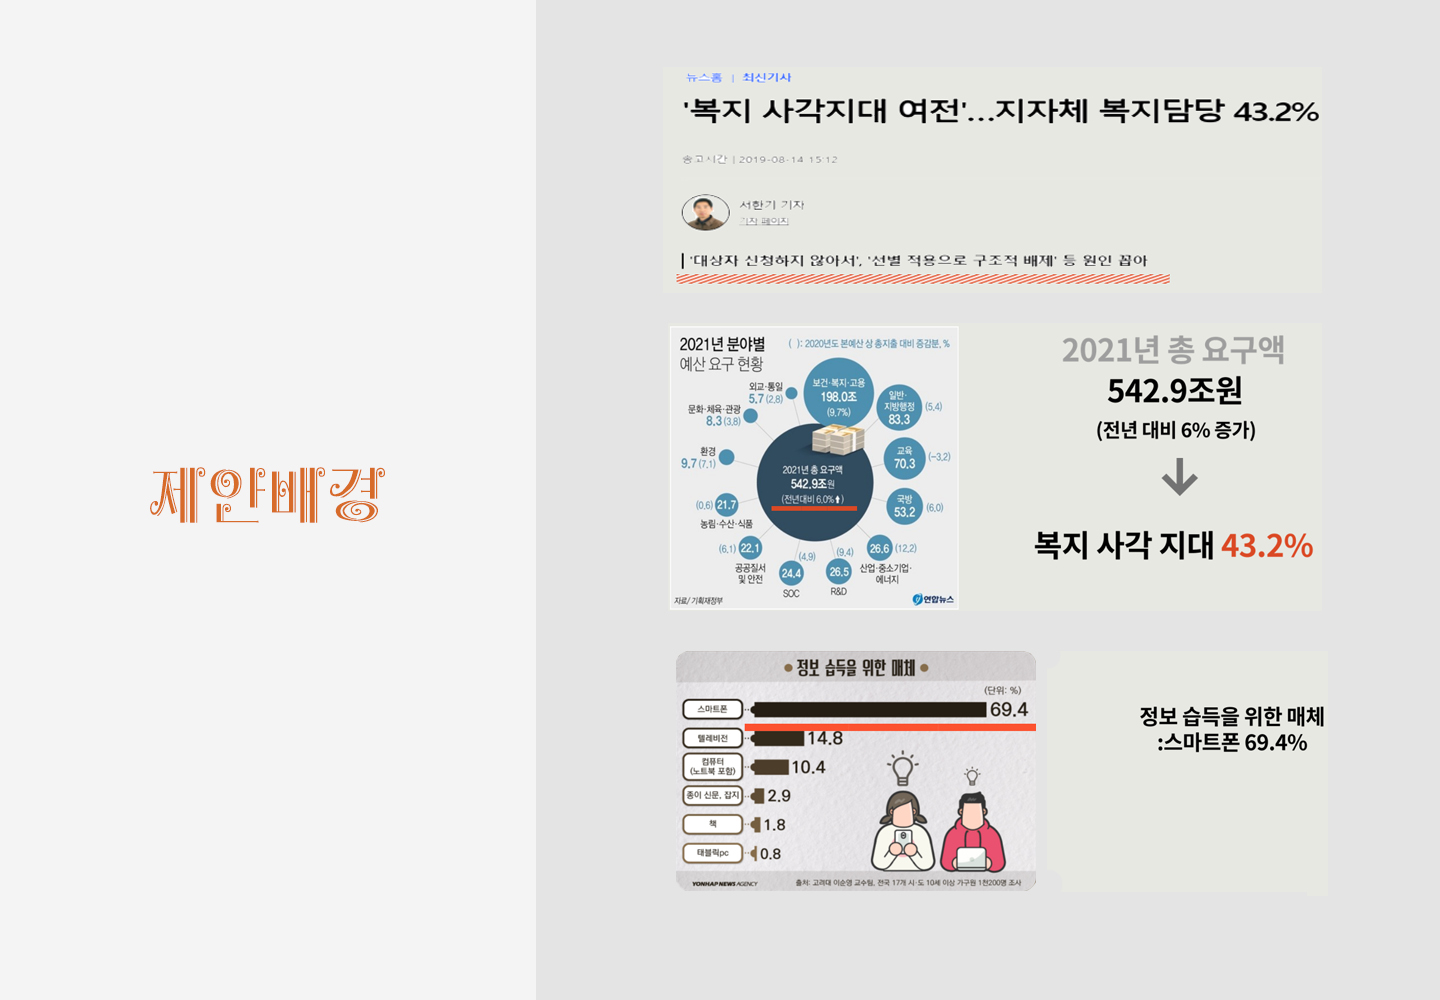 제안배경
뉴스홈 | 최신기사
'복지 사각지대 여전'…지자체 복지담당 43.2%
송고시간 | 2019-08-14 15:12
서한기 기자
기자 페이지
'대상자 신청하지 않아서', '선별 적용으로 구조적 배제' 등 원인 꼽아
2021년 분야별
예산 요구 현황
( ): 2020년도 본예산 상 총지출 대비 증감분, %
보건·복지·고용
198.0조
(9.7%)
일반·
지방행정
83.3
(5.4)
교육
70.3
(-3.2)
국방
53.2
(6.0)
26.6
(12.2)
산업·중소기업·
에너지
26.5
(9.4)
R&D
24.4
(4.9)
SOC
22.1
(6.1)
공공질서
및 안전
21.7
(0.6)
농림·수산·식품
환경
9.7 (7.1)
문화·체육·관광
8.3 (3.8)
외교·통일
5.7 (2.8)
2021년 총 요구액
542.9조원
(전년대비 6.0%⬆)
자료/ 기획재정부
연합뉴스
2021년 총 요구액
542.9조원
(전년 대비 6% 증가)
복지 사각 지대 43.2%
정보 습득을 위한 매체
(단위: %)
스마트폰 69.4
텔레비전 14.8
컴퓨터
(노트북 포함) 10.4
종이 신문, 잡지 2.9
책 1.8
태블릭pc 0.8
YONHAP NEWS AGENCY
출처: 고려대 이순영 교수팀, 전국 17개 시·도 10세 이상 가구원 1천200명 조사
정보 습득을 위한 매체
:스마트폰 69.4%